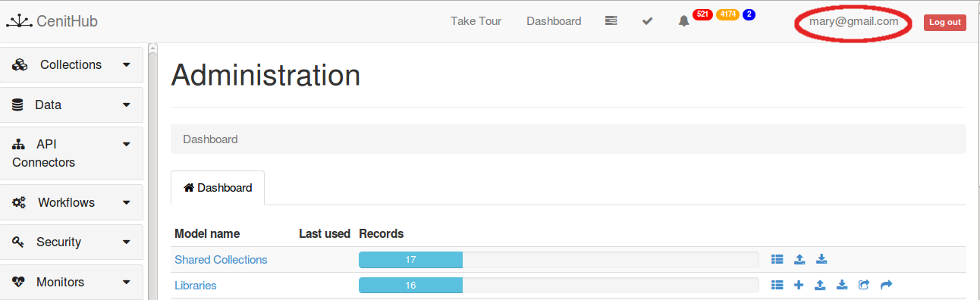 CenitHub Take Tour Dashboard 521 4174 2 mary@gmail.com Log out
Collections
Data
API
Connectors
Workflows
Security
Monitors
Administration
Dashboard
Dashboard
Model name Last used Records
Shared Collections 17
Libraries 16